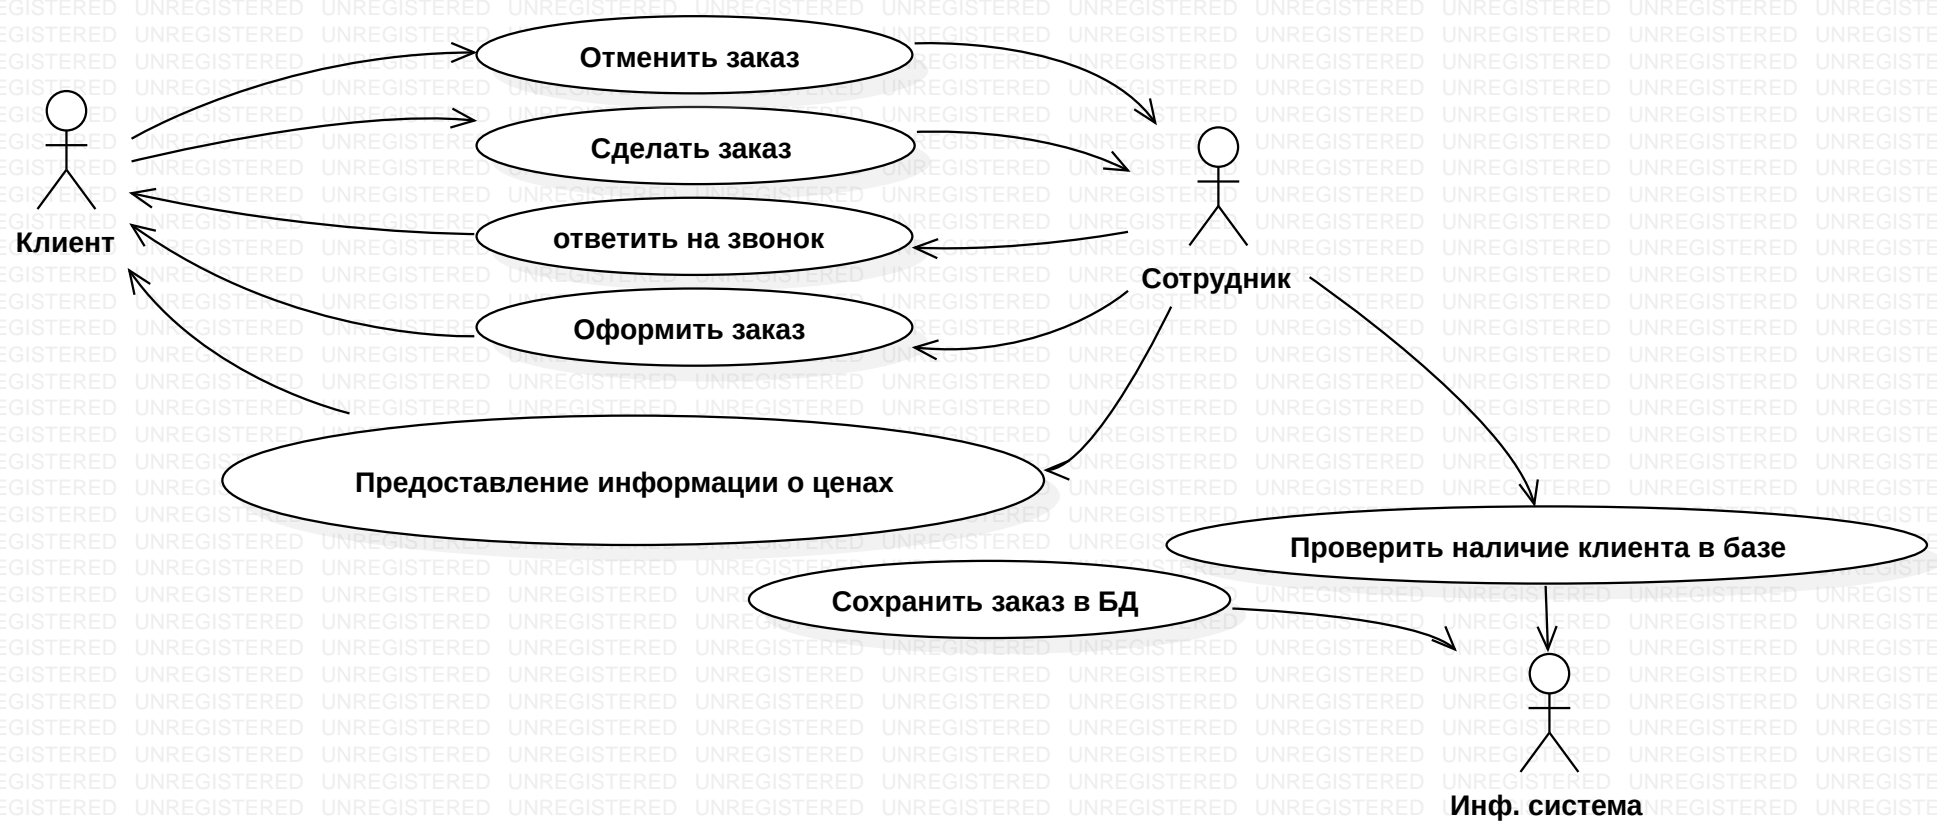 Отменить заказ
Сделать заказ
Клиент
ответить на звонок
Сотрудник
Оформить заказ
Предоставление информации о ценах
Проверить наличие клиента в базе
Сохранить заказ в БД
Инф. система
UNREGISTERED